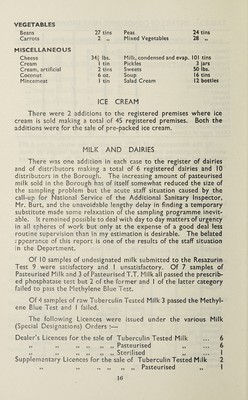 VEGETABLES
Beans 27 tins Peas 24 tins
Carrots 2 ,, Mixed Vegetables 28 ,,
MISCELLANEOUS
Cheese 34½ lbs. Milk, condensed and evap. 101 tins
Cream 1 tin Pickles 3 jars
Cream, artificial 2 tins Sweets 50 lbs.
Coconut 6 oz. Soup 16 tins
Mincemeat 1 tin Salad Cream 12 bottles
ICE CREAM
There were 2 additions to the registered premises where ice
cream is sold making a total of 45 registered premises. Both the
additions were for the sale of pre-packed ice cream.
MILK AND DAIRIES
There was one addition in each case to the register of dairies
and of distributors making a total of 6 registered dairies and 10
distributors in the Borough. The increasing amount of pasteurised
milk sold in the Borough has of itself somewhat reduced the size of
the sampling problem but the acute staff situation caused by the
call-up for National Service of the Additional Sanitary Inspector,
Mr. Burt, and the unavoidable lengthy delay in finding a temporary
substitute made some relaxation of the sampling programme inevit-
able. It remained possible to deal with day to day matters of urgency
in all spheres of work but only at the expense of a good deal less
routine supervision than in my estimation is desirable. The belated
appearance of this report is one of the results of the staff situation
in the Department.
Of 10 samples of undesignated milk submitted to the Resazurin
Test 9 were satisfactory and 1 unsatisfactory. Of 7 samples of
Pasteurised Milk and 3 of Pasteurised T.T. Milk all passed the prescrib-
ed phosphatase test but 2 of the former and 1 of the latter category
failed to pass the Methylene Blue Test.
Of 4 samples of raw Tuberculin Tested Milk 3 passed the Methyl-
ene Blue Test and 1 failed.
The following Licences were issued under the various Milk
(Special Designations) Orders :—
Dealer's Licences for the sale of Tuberculin Tested Milk ... 6
,, ,, ,, ,, ,, ,, Pasteurised ,, ... 6
,, ,, ,, ,, ,, ,, Sterilised ,, ... 1
Supplementary Licences for the sale of Tuberculin Tested Milk 2
,, ,, ,, ,, ,, ,, Pasteurised ,, 1